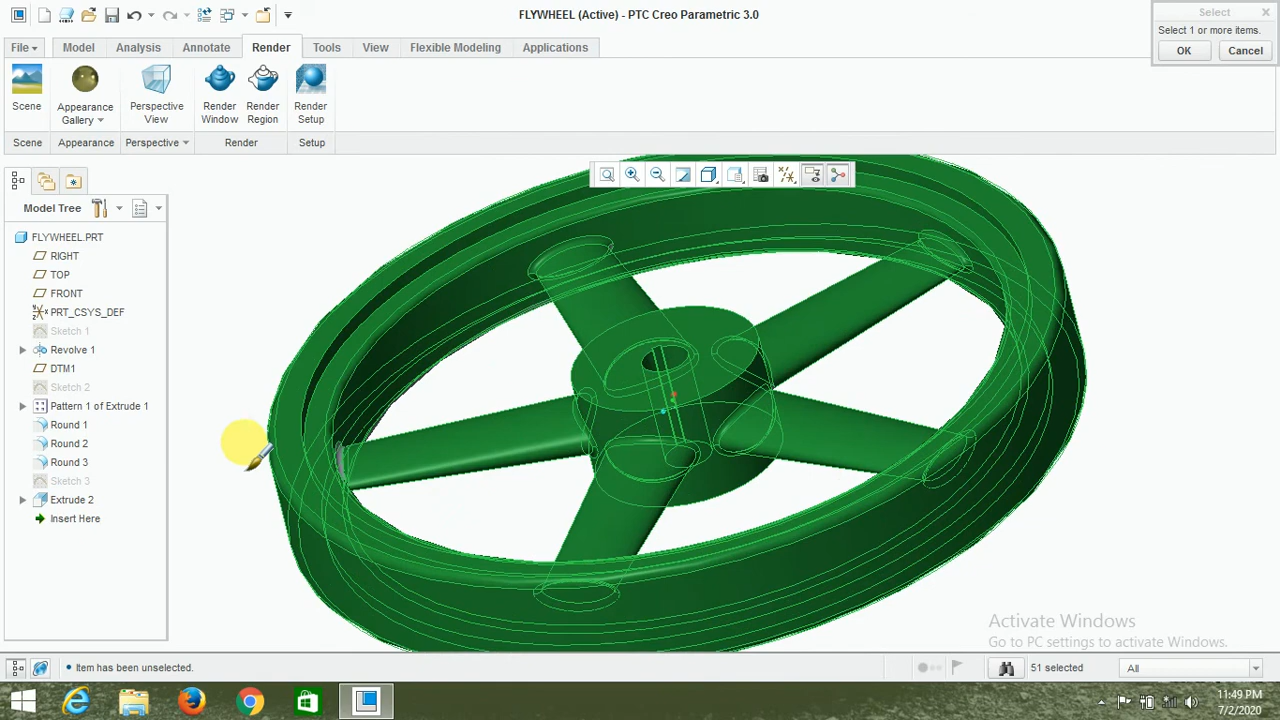 FLYWHEEL (Active) - PTC Creo Parametric 3.0
Select
Select 1 or more items.
OK Cancel
File Model Analysis Annotate Render Tools View Flexible Modeling Applications
Scene
Appearance Gallery
Perspective View
Render Window
Render Region
Render Setup
Scene Appearance Perspective Render Setup
Model Tree
FLYWHEEL.PRT
RIGHT
TOP
FRONT
PRT_CSYS_DEF
Sketch 1
Revolve 1
DTM1
Sketch 2
Pattern 1 of Extrude 1
Round 1
Round 2
Round 3
Sketch 3
Extrude 2
Insert Here
Activate Windows
Go to PC settings to activate Windows.
Item has been unselected.
51 selected
All
11:49 PM
7/2/2020